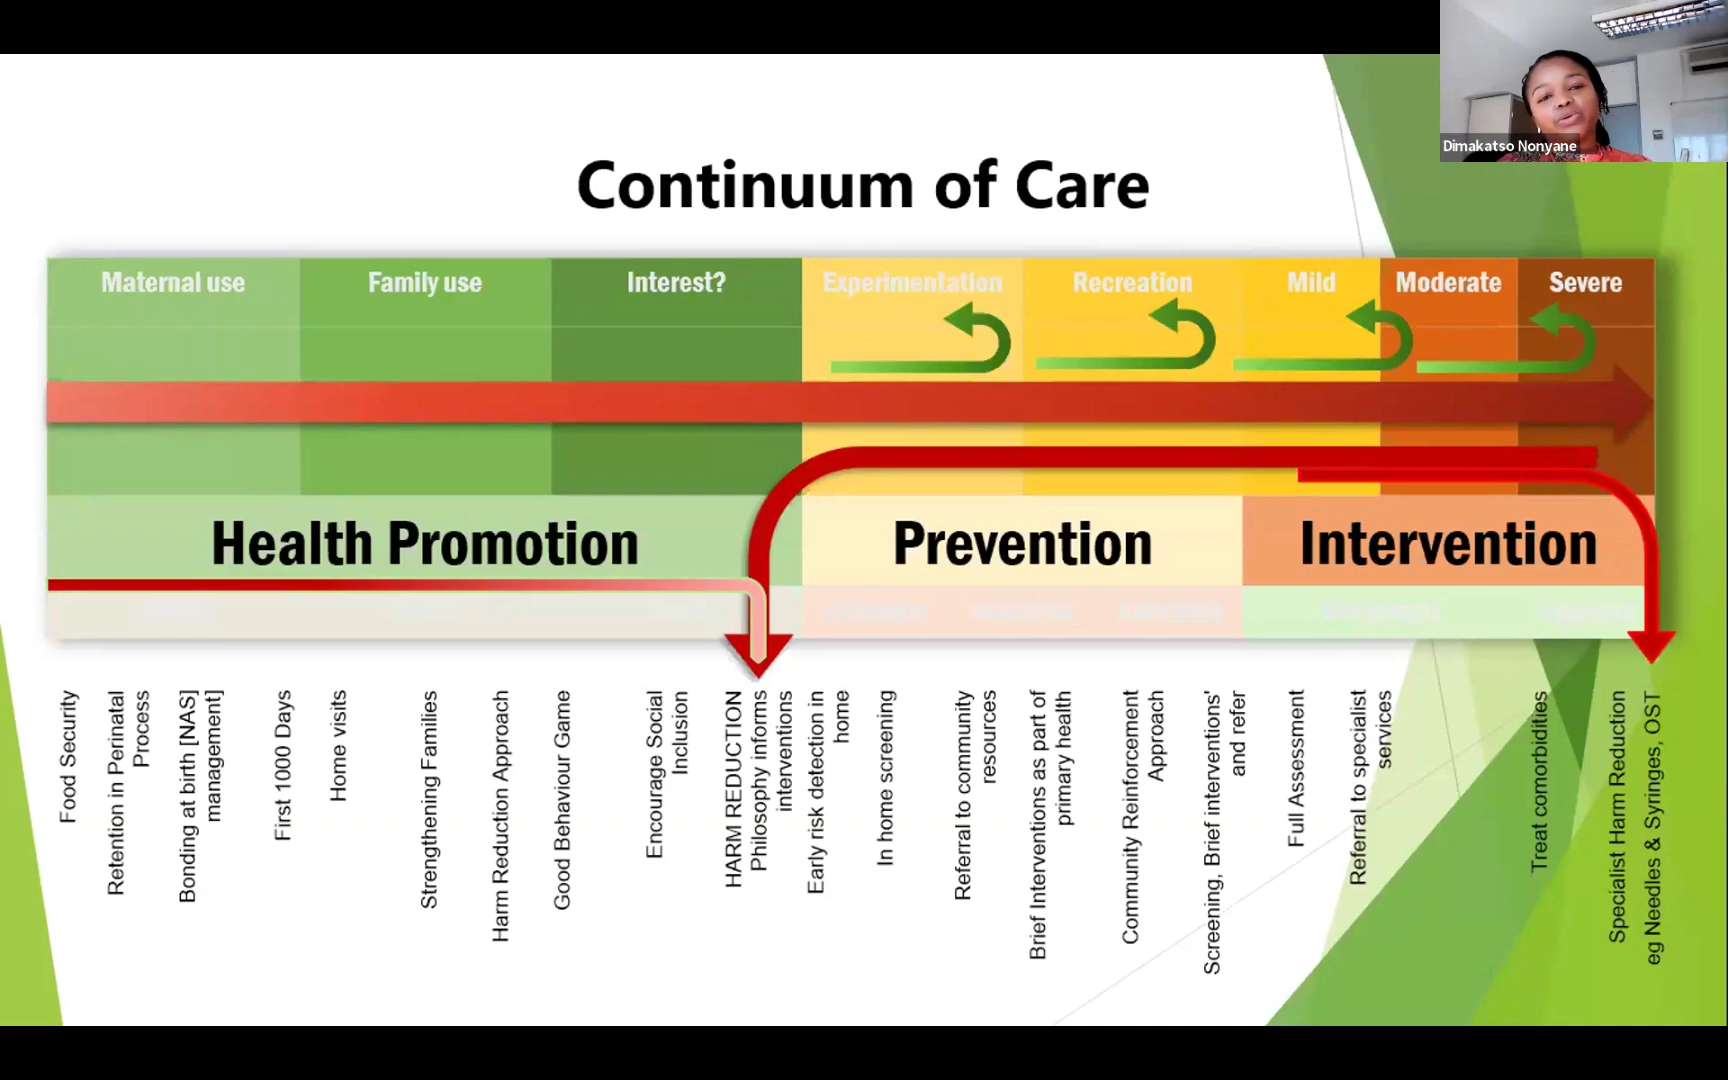 Dimakatso Nonyane
Continuum of Care
Maternal use
Family use
Interest?
Experimentation
Recreation
Mild
Moderate
Severe
Health Promotion
Prevention
Intervention
Food Security
Retention in Perinatal
Process
Bonding at birth [NAS]
management]
First 1000 Days
Home visits
Strengthening Families
Harm Reduction Approach
Good Behaviour Game
Encourage Social
Inclusion
HARM REDUCTION
Philosophy informs
interventions
Early risk detection in
home
In home screening
Referral to community
resources
Brief Interventions as part of
primary health
Community Reinforcement
Approach
Screening, Brief interventions'
and refer
Full Assessment
Referral to specialist
services
Treat comorbidities
Specialist Harm Reduction
eg Needles & Syringes, OST